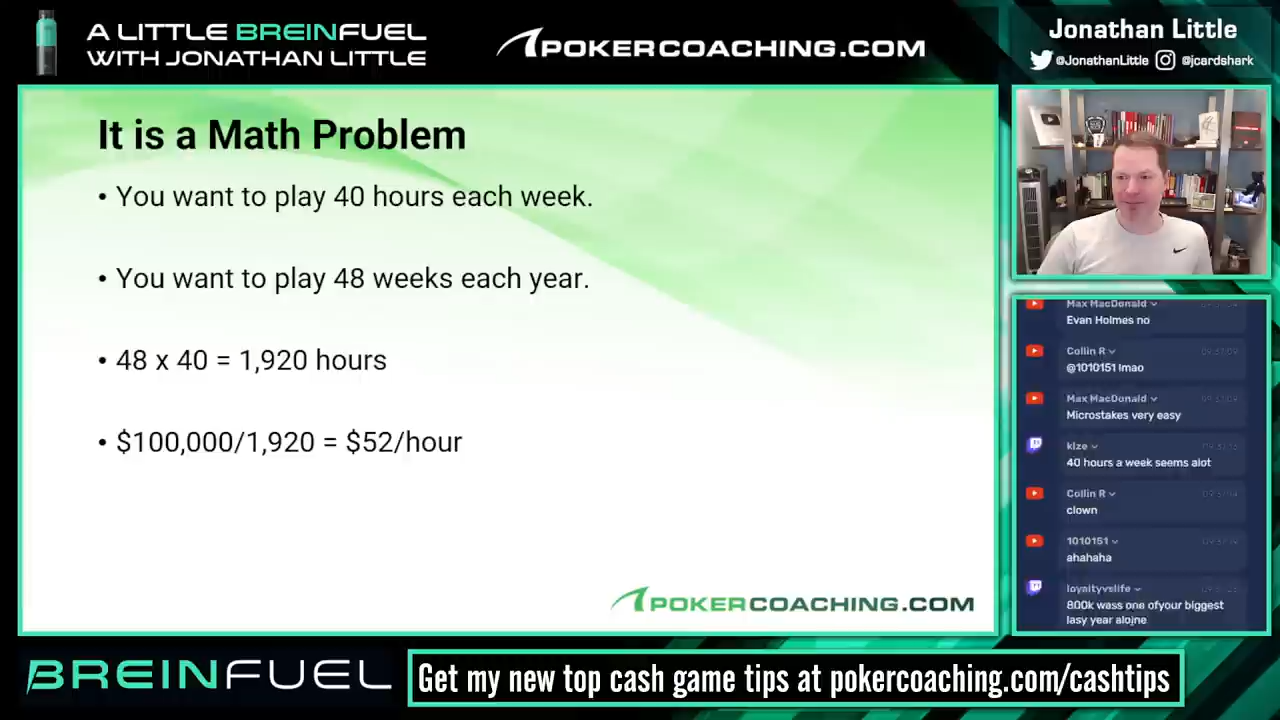 A LITTLE BREINFUEL
WITH JONATHAN LITTLE
POKERCOACHING.COM
Jonathan Little
@JonathanLittle @jcardshark
It is a Math Problem
• You want to play 40 hours each week.
• You want to play 48 weeks each year.
• 48 x 40 = 1,920 hours
• $100,000/1,920 = $52/hour
POKERCOACHING.COM
Max MacDonald
Evan Holmes no
Collin R
@1010151 lmao
Max MacDonald
Microstakes very easy
klze
40 hours a week seems alot
Collin R
clown
1010151
ahahaha
loyaltyvslife
800k wass one ofyour biggest
lasy year alojne
BREINFUEL
Get my new top cash game tips at pokercoaching.com/cashtips